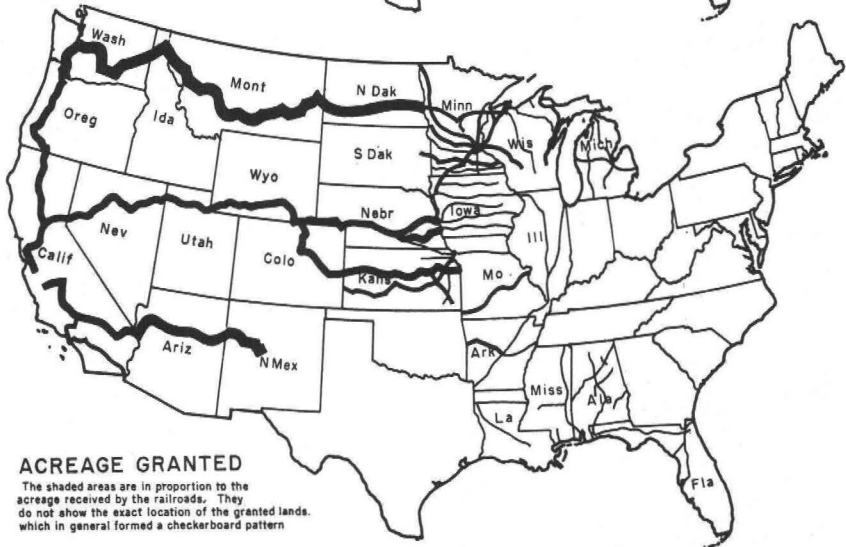 Wash
Mont
N Dak
Minn
Oreg
Ida
S Dak
Wis
Mich
Wyo
Nebr
Iowa
Nev
Utah
Colo
Ill
Calif
Kans
Mo
Ariz
N Mex
Ark
Miss
Ala
La
Fla
ACREAGE GRANTED
The shaded areas are in proportion to the
acreage received by the railroads. They
do not show the exact location of the granted lands.
which in general formed a checkerboard pattern